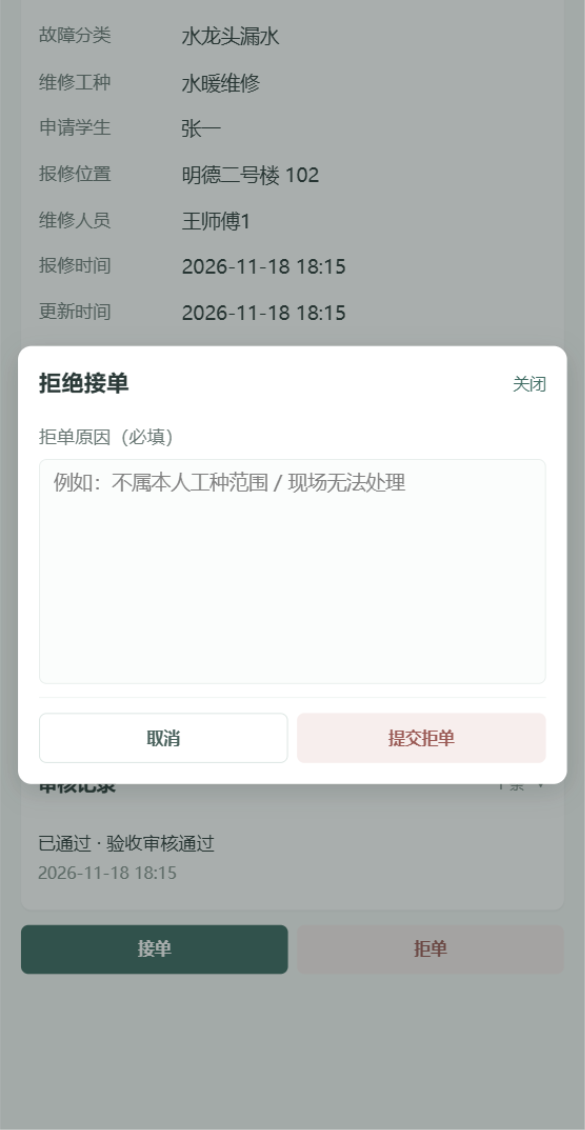 故障分类 水龙头漏水
维修工种 水暖维修
申请学生 张一
报修位置 明德二号楼 102
维修人员 王师傅1
报修时间 2026-11-18 18:15
更新时间 2026-11-18 18:15
拒绝接单 关闭
拒单原因（必填）
例如：不属本人工种范围 / 现场无法处理
取消 提交拒单
审核记录
已通过 · 验收审核通过
2026-11-18 18:15
接单 拒单